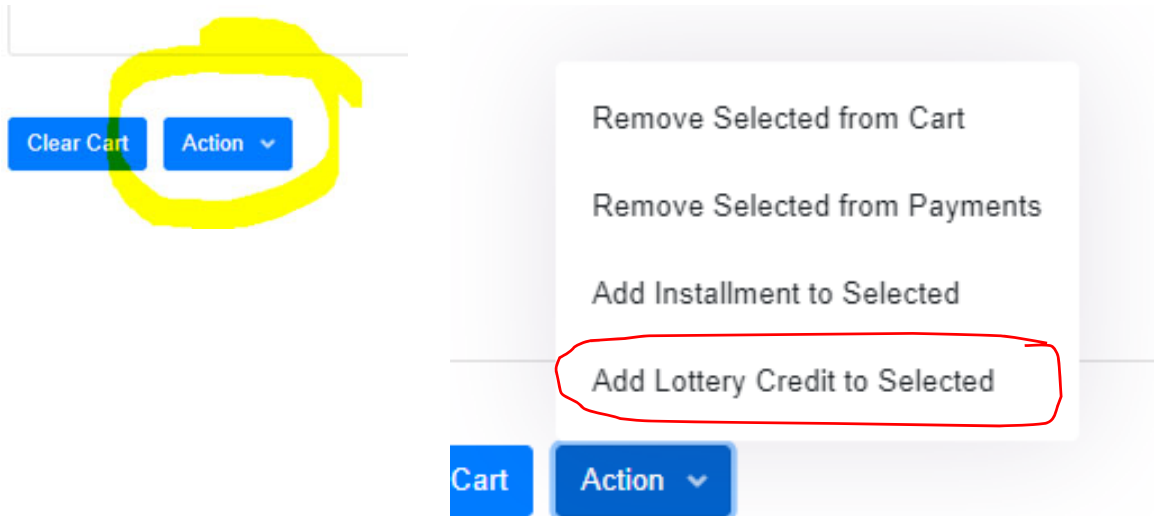 Clear Cart
Action
Remove Selected from Cart
Remove Selected from Payments
Add Installment to Selected
Add Lottery Credit to Selected
Cart
Action